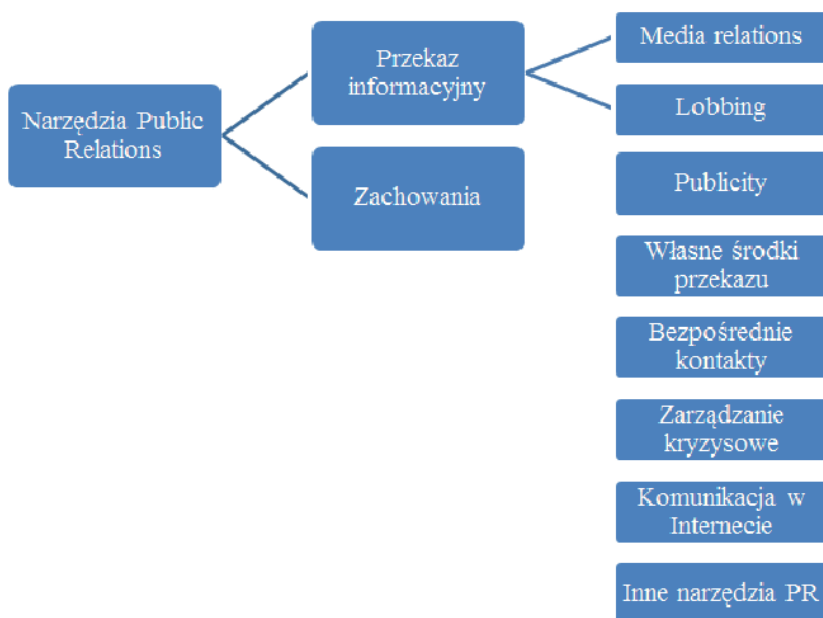 Narzędzia Public
Relations
Przekaz
informacyjny
Zachowania
Media relations
Lobbing
Publicity
Własne środki
przekazu
Bezpośrednie
kontakty
Zarządzanie
kryzysowe
Komunikacja w
Internecie
Inne narzędzia PR